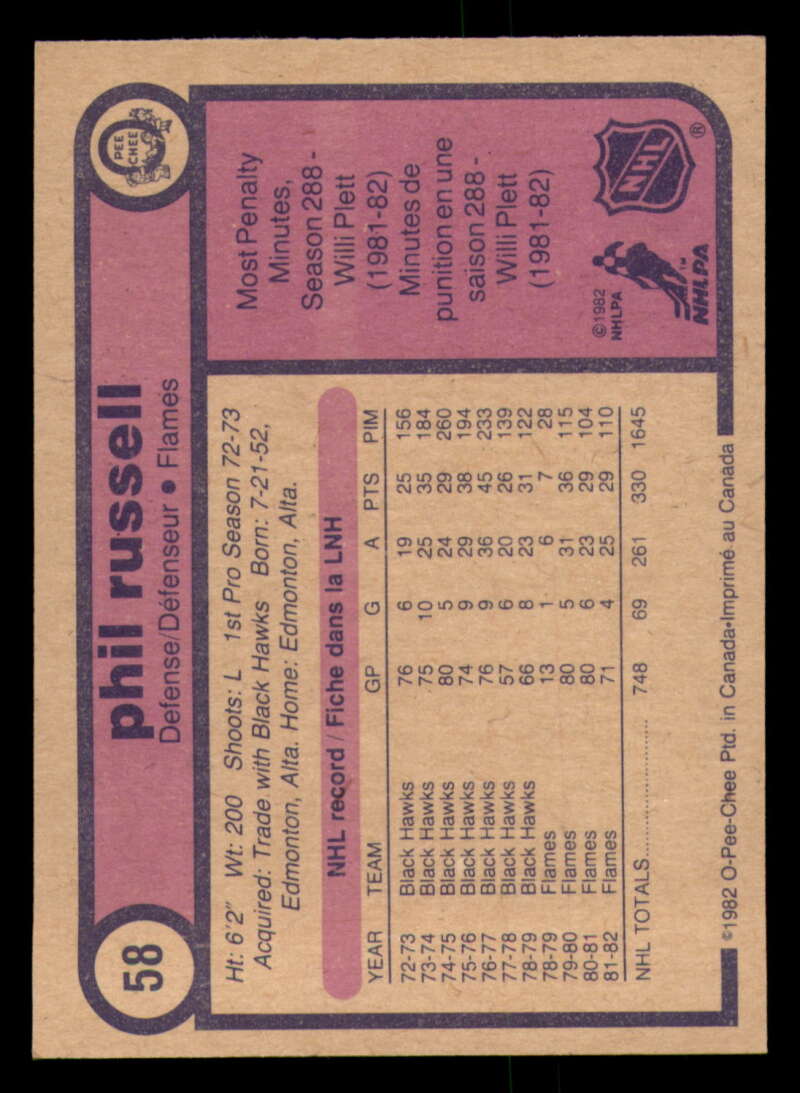 58
phil russell
Defense/Défenseur • Flames
O
PEE
CHEE
Ht: 6'2" Wt: 200 Shoots: L 1st Pro Season 72-73
Acquired: Trade with Black Hawks Born: 7-21-52,
Edmonton, Alta. Home: Edmonton, Alta.
NHL record / Fiche dans la LNH
YEAR TEAM GP G A PTS PIM
72-73 Black Hawks 76 6 19 25 156
73-74 Black Hawks 75 10 25 35 184
74-75 Black Hawks 80 5 24 29 260
75-76 Black Hawks 74 9 29 38 194
76-77 Black Hawks 76 9 36 45 233
77-78 Black Hawks 57 6 20 26 139
78-79 Black Hawks 66 8 23 31 122
78-79 Flames 13 1 6 7 28
79-80 Flames 80 5 31 36 115
80-81 Flames 80 6 23 29 104
81-82 Flames 71 4 25 29 110
NHL TOTALS.................... 748 69 261 330 1645
Most Penalty
Minutes,
Season 288 -
Willi Plett
(1981-82)
Minutes de
punition en une
saison 288 -
Willi Plett
(1981-82)
©1982
NHLPA
NHLPA™
NHL®
©1982 O-Pee-Chee Ptd. in Canada•Imprimé au Canada